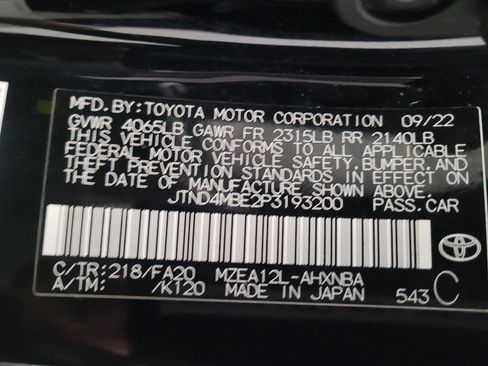 MFD. BY: TOYOTA MOTOR CORPORATION 09/22
GVWR 4065LB GAWR FR 2315LB RR 2140LB
THIS VEHICLE CONFORMS TO ALL APPLICABLE
FEDERAL MOTOR VEHICLE SAFETY, BUMPER, AND
THEFT PREVENTION STANDARDS IN EFFECT ON
THE DATE OF MANUFACTURE SHOWN ABOVE.
JTND4MBE2P3193200 PASS. CAR
C/TR: 218/FA20 MZEA12L-AHXNBA
A/TM: /K120 MADE IN JAPAN 543 C
TOYOTA